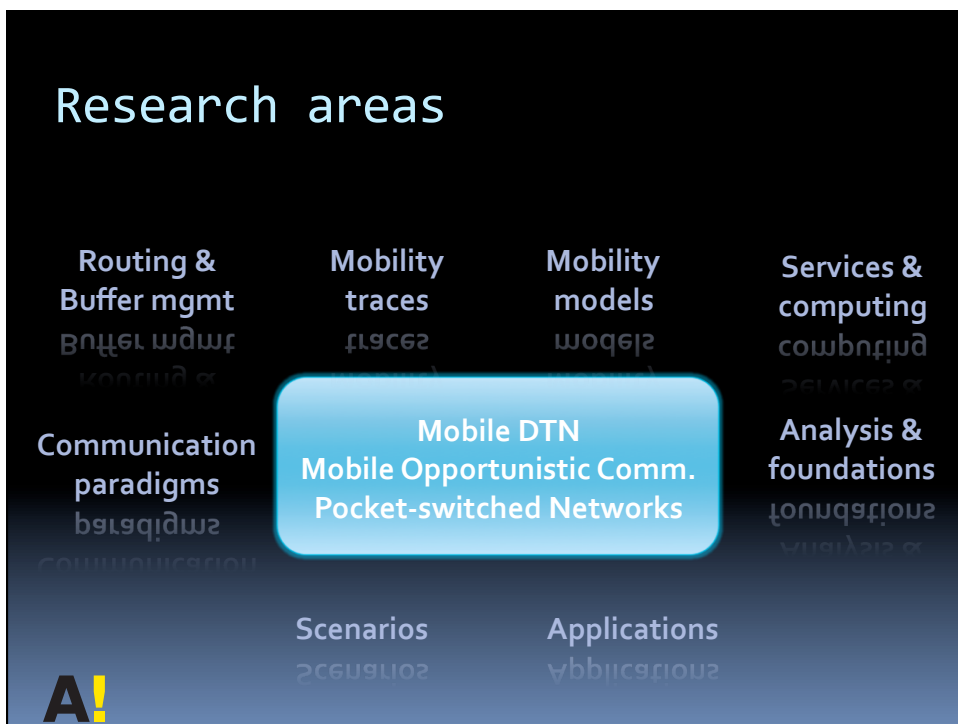 Research areas
Routing &
Buffer mgmt
Mobility
traces
Mobility
models
Services &
computing
Communication
paradigms
Mobile DTN
Mobile Opportunistic Comm.
Pocket-switched Networks
Analysis &
foundations
Scenarios
Applications
A!